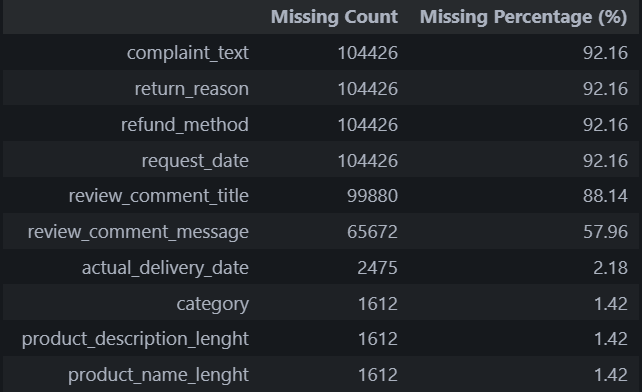 Missing Count Missing Percentage (%)
complaint_text 104426 92.16
return_reason 104426 92.16
refund_method 104426 92.16
request_date 104426 92.16
review_comment_title 99880 88.14
review_comment_message 65672 57.96
actual_delivery_date 2475 2.18
category 1612 1.42
product_description_lenght 1612 1.42
product_name_lenght 1612 1.42